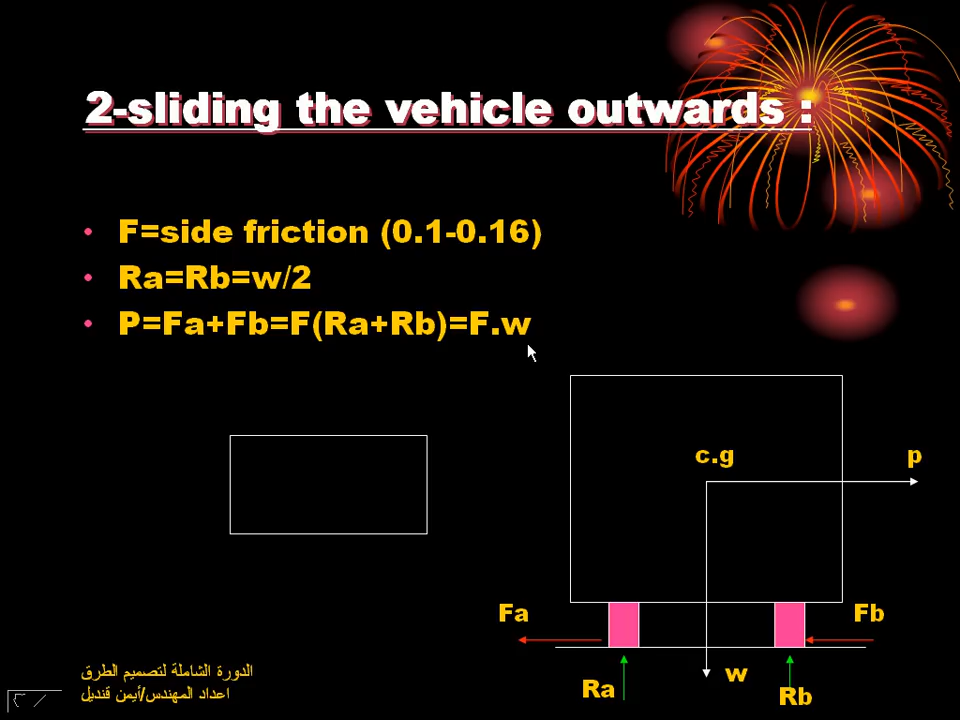 2-sliding the vehicle outwards :
• F=side friction (0.1-0.16)
• Ra=Rb=w/2
• P=Fa+Fb=F(Ra+Rb)=F.w
c.g
p
Fa
Fb
w
Ra
Rb
الدورة الشاملة لتصميم الطرق
اعداد المهندس/أيمن قنديل